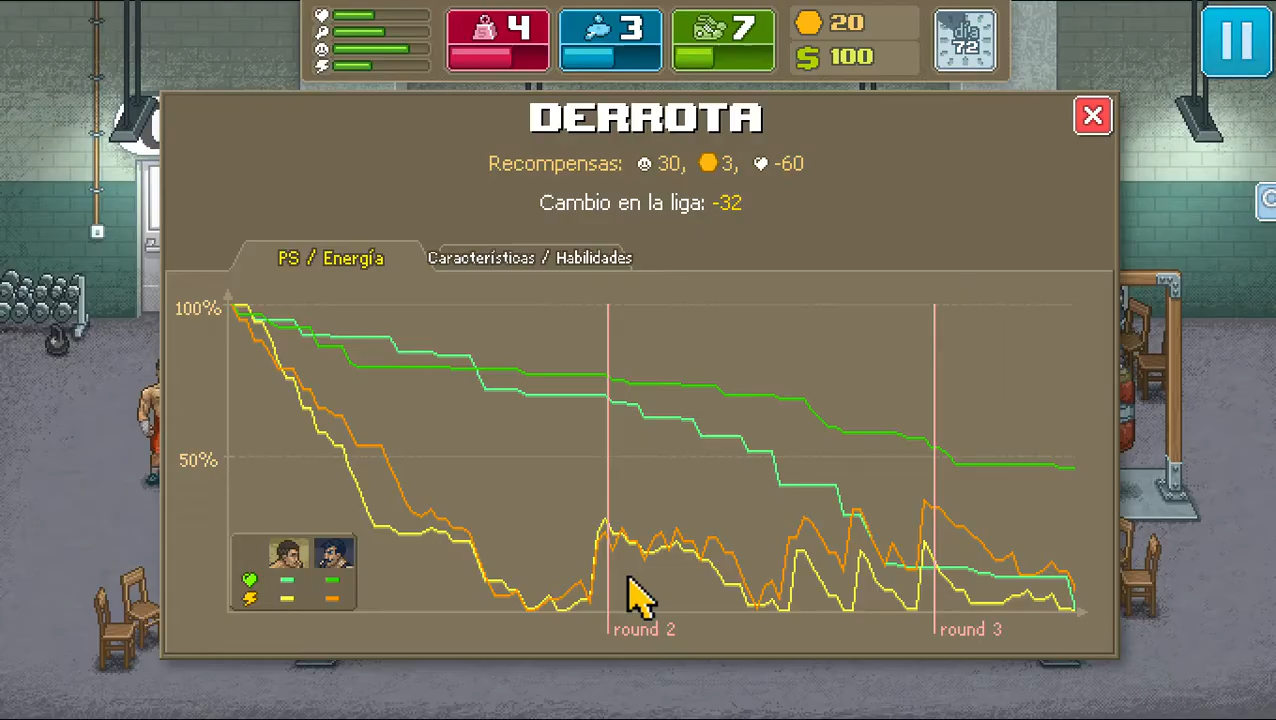 4
3
7
20
$ 100
día
72
DERROTA
Recompensas: 30, 3, -60
Cambio en la liga: -32
PS / Energía
Características / Habilidades
100%
50%
round 2
round 3